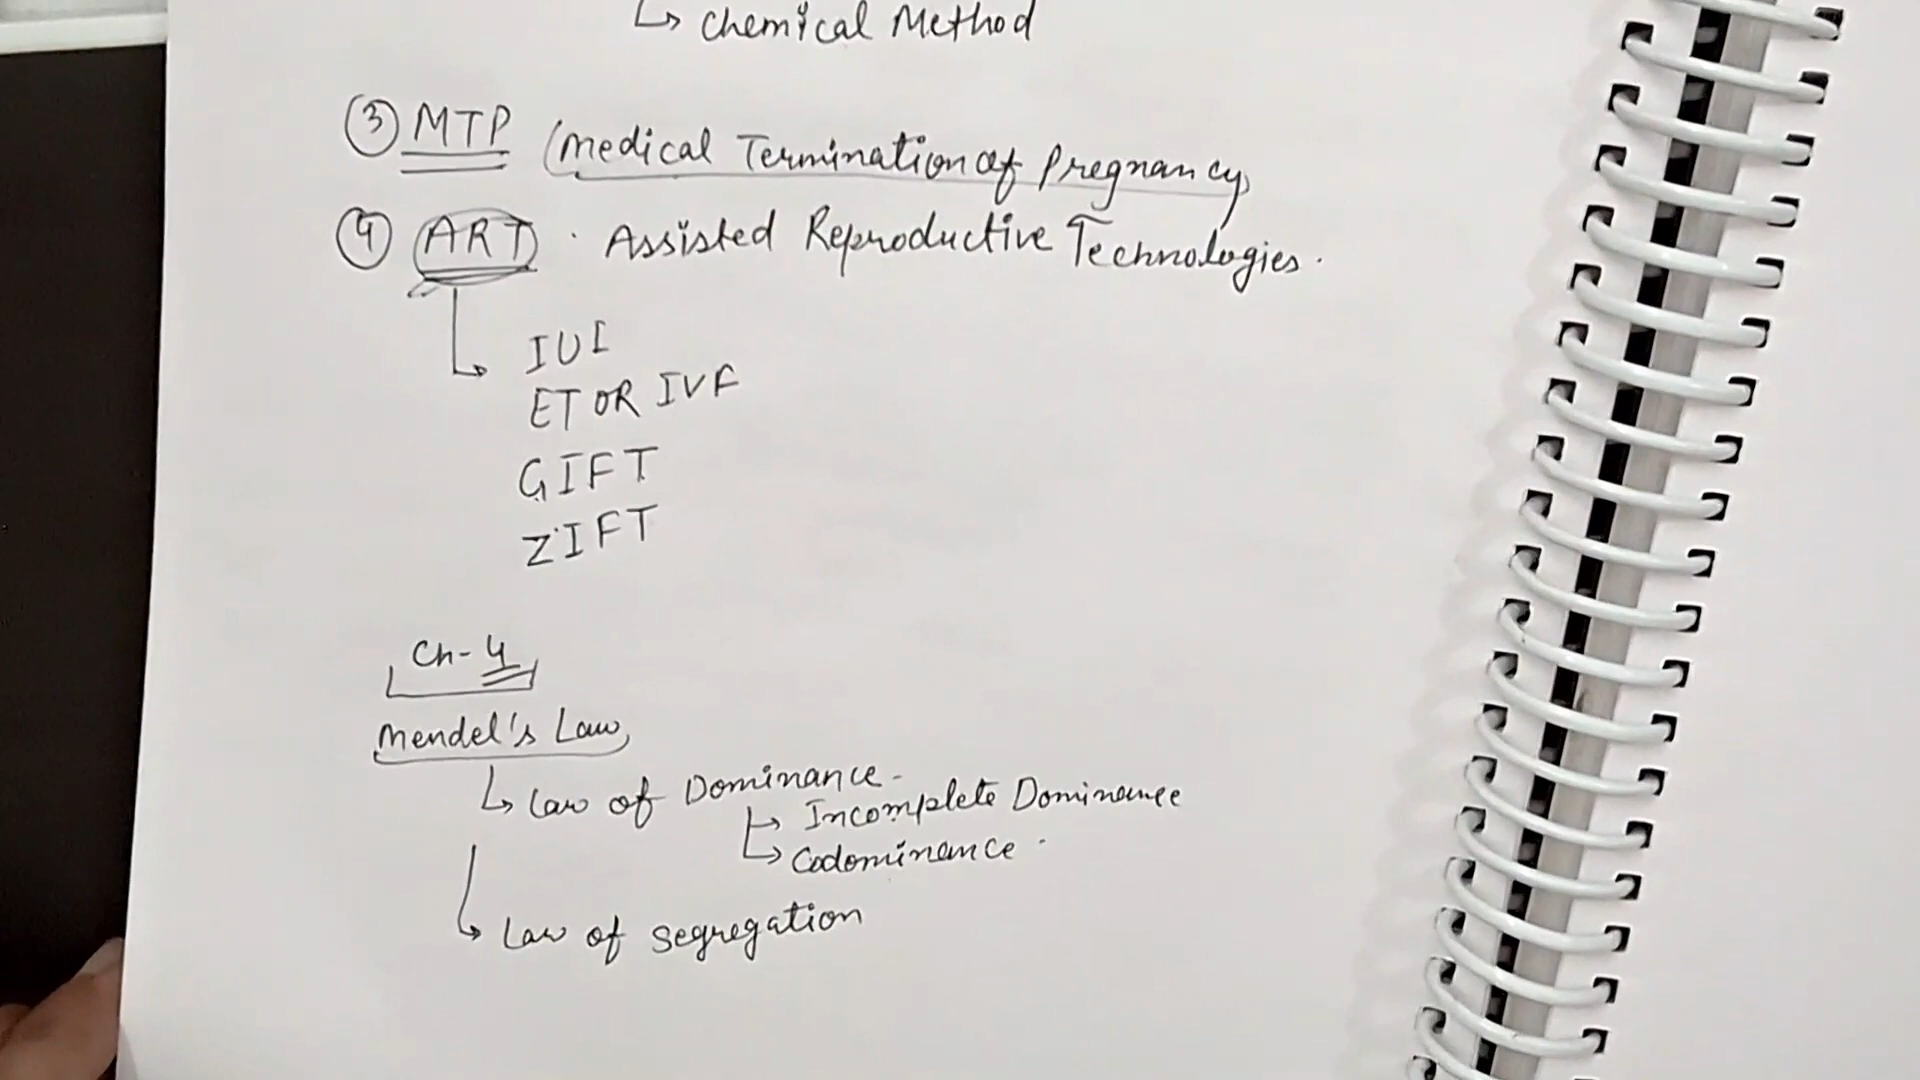 ↳ Chemical Method
③ MTP (Medical Termination of Pregnancy
④ ART . Assisted Reproductive Technologies.
↳ IUI
ET OR IVF
GIFT
ZIFT
Ch-4
Mendel's Law
↳ Law of Dominance -
↳ Incomplete Dominance
↳ Codominance .
↳ Law of segregation